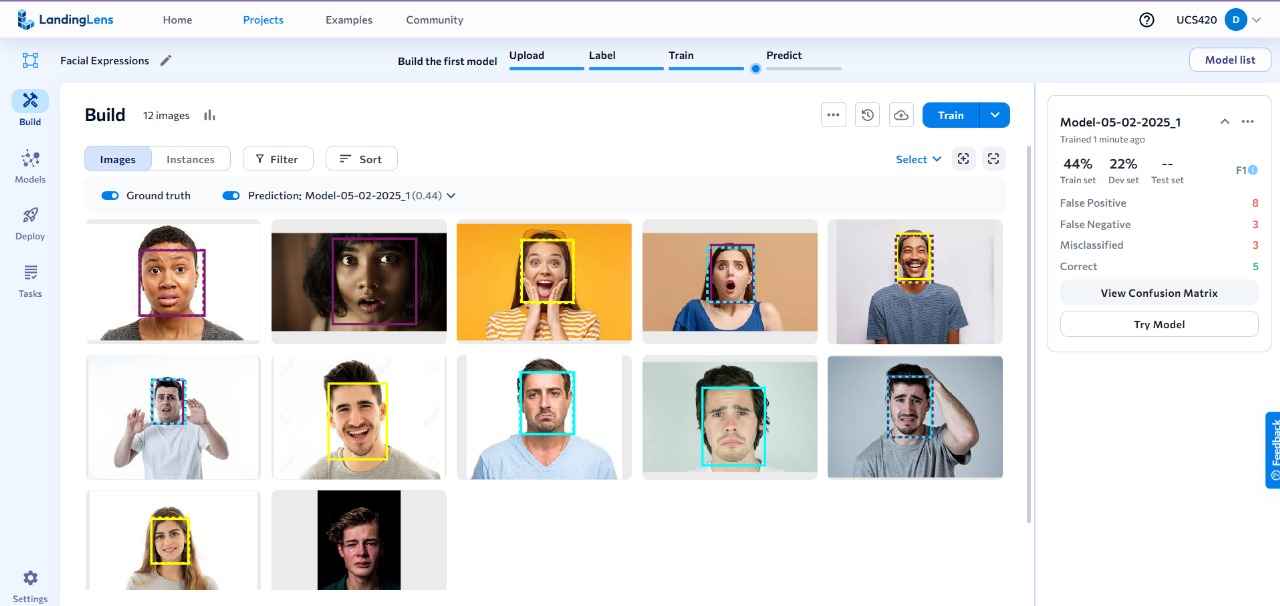 LandingLens
Home
Projects
Examples
Community
UCS420
D
Facial Expressions
Build the first model
Upload
Label
Train
Predict
Model list
Build
Models
Deploy
Tasks
Settings
Build
12 images
Train
Images
Instances
Filter
Sort
Select
Ground truth
Prediction: Model-05-02-2025_1 (0.44)
Model-05-02-2025_1
Trained 1 minute ago
44%
22%
--
F1
Train set
Dev set
Test set
False Positive 8
False Negative 3
Misclassified 3
Correct 5
View Confusion Matrix
Try Model
Feedback